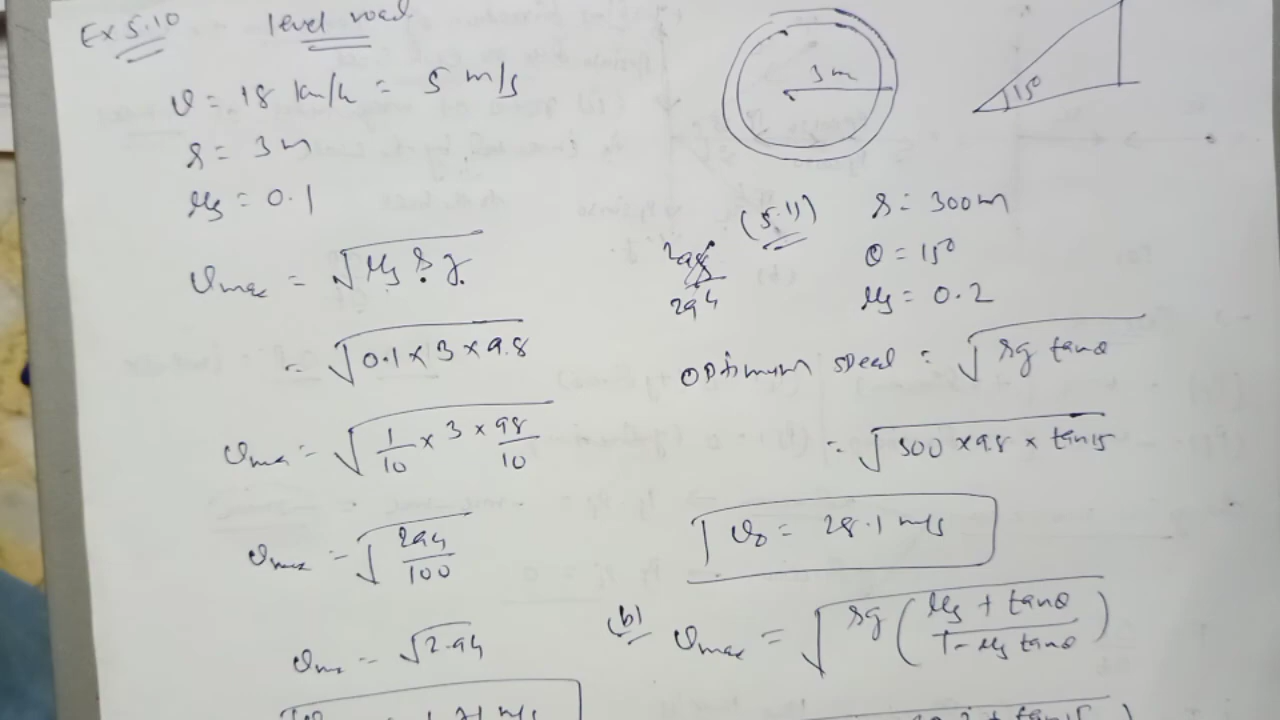 Ex 5.10 level road
v = 18 km/h = 5 m/s
r = 3 m
μs = 0.1
vmax = √μs r g.
= √0.1 × 3 × 9.8
vmax = √1/10 × 3 × 98/10
vmax = √294/100
vmax = √2.94
3 m
15°
(5.11) r = 300 m
θ = 15°
μs = 0.2
294
optimum speed = √rg tanθ
= √300 × 9.8 × tan15
vo = 28.1 m/s
(b) vmax = √rg (μs + tanθ / 1 - μs tanθ)